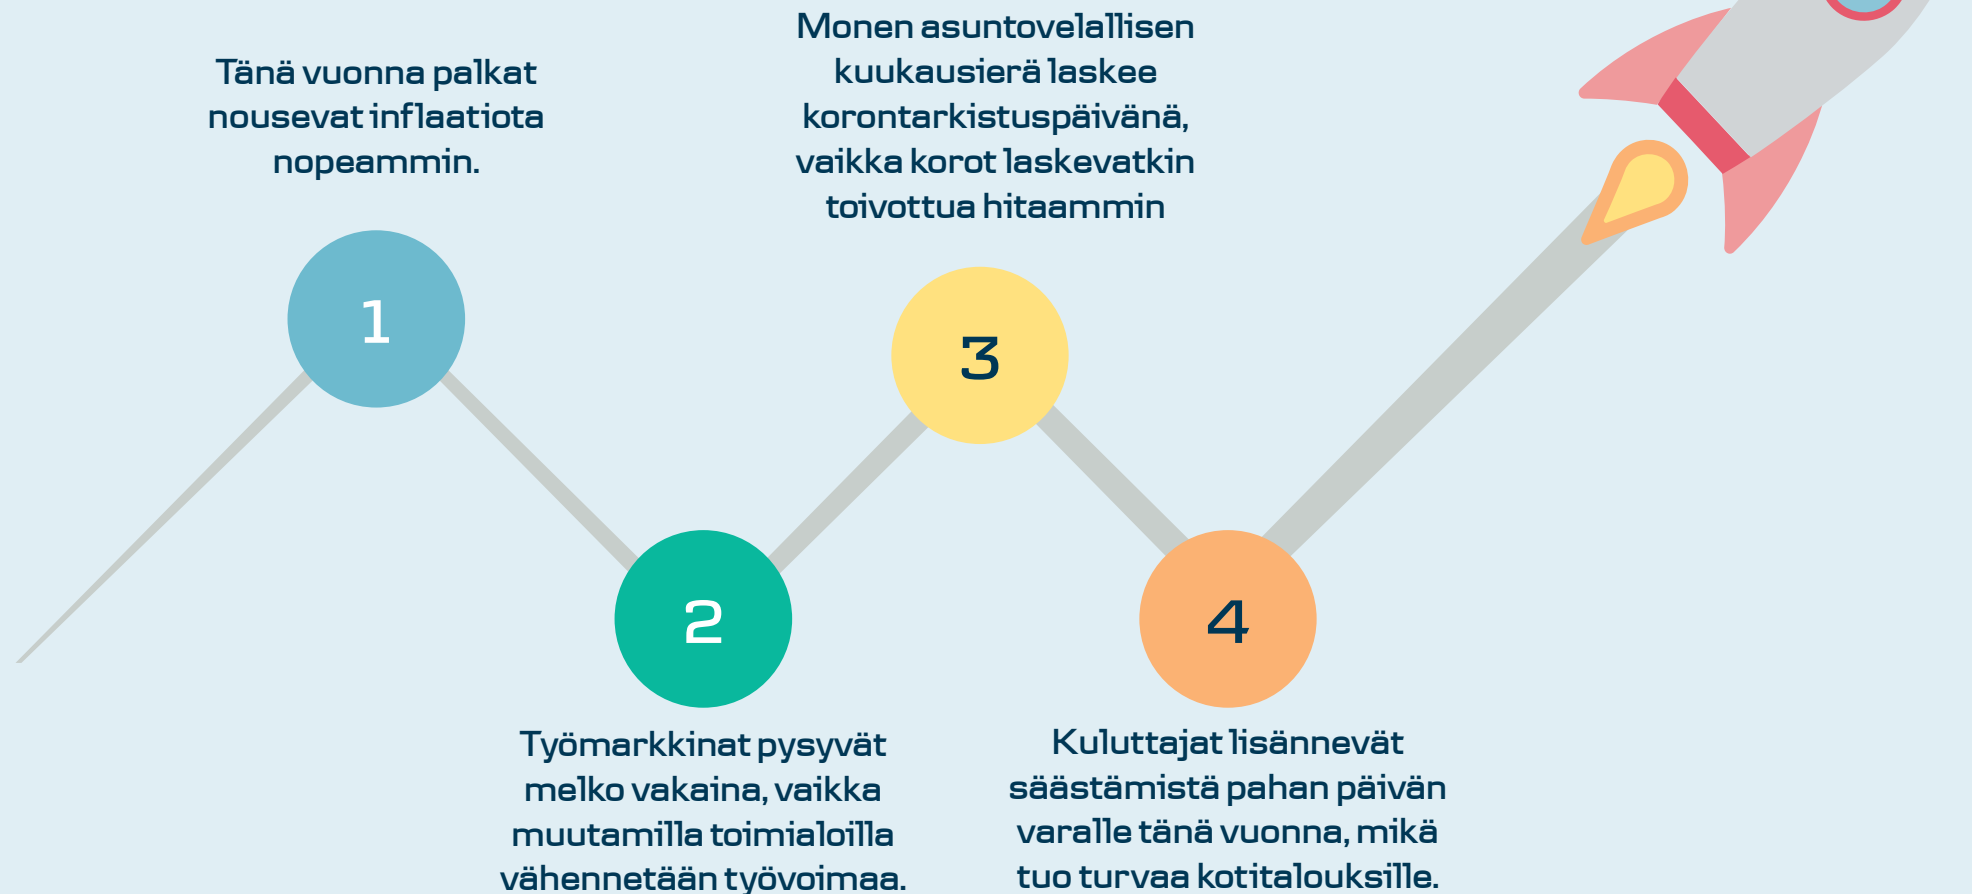 Tänä vuonna palkat
nousevat inflaatiota
nopeammin.
1
Työmarkkinat pysyvät
melko vakaina, vaikka
muutamilla toimialoilla
vähennetään työvoimaa.
2
Monen asuntovelallisen
kuukausierä laskee
korontarkistuspäivänä,
vaikka korot laskevatkin
toivottua hitaammin
3
Kuluttajat lisännevät
säästämistä pahan päivän
varalle tänä vuonna, mikä
tuo turvaa kotitalouksille.
4